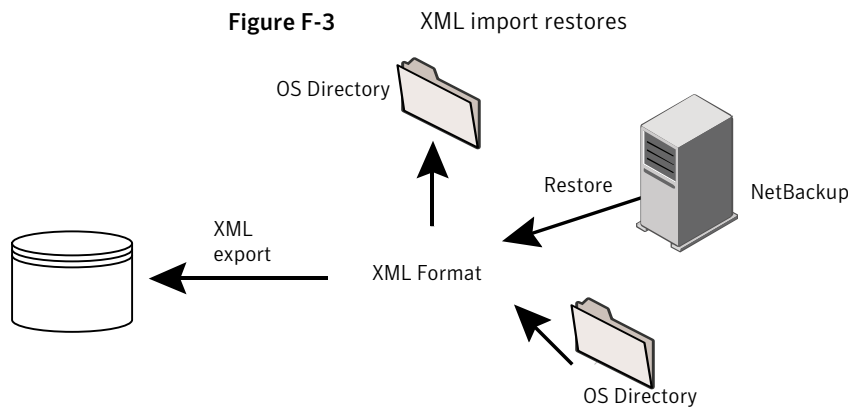 Figure F-3 XML import restores
OS Directory
Restore
NetBackup
XML
export
XML Format
OS Directory